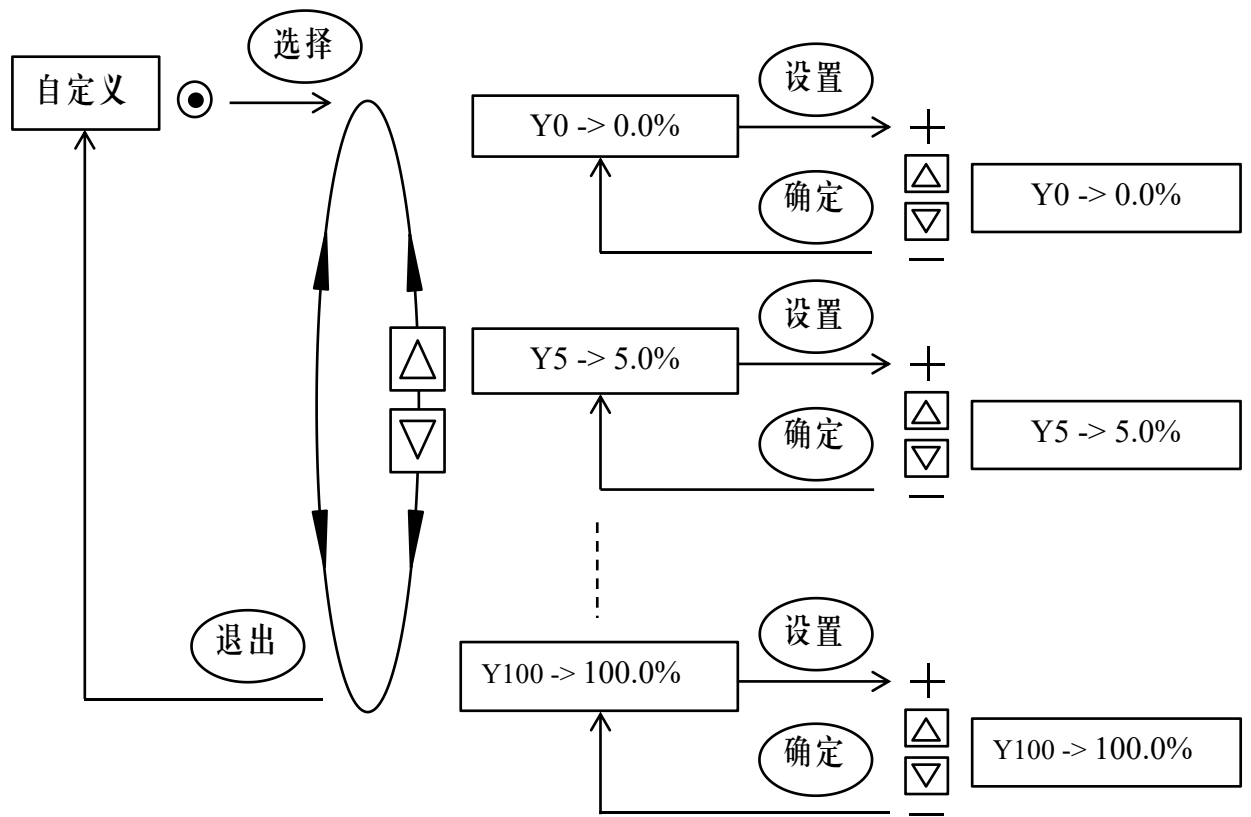 选择
自定义
设置
Y0 -> 0.0%
+
确定
Y0 -> 0.0%
—
设置
Y5 -> 5.0%
+
确定
Y5 -> 5.0%
—
退出
设置
Y100 -> 100.0%
+
确定
Y100 -> 100.0%
—